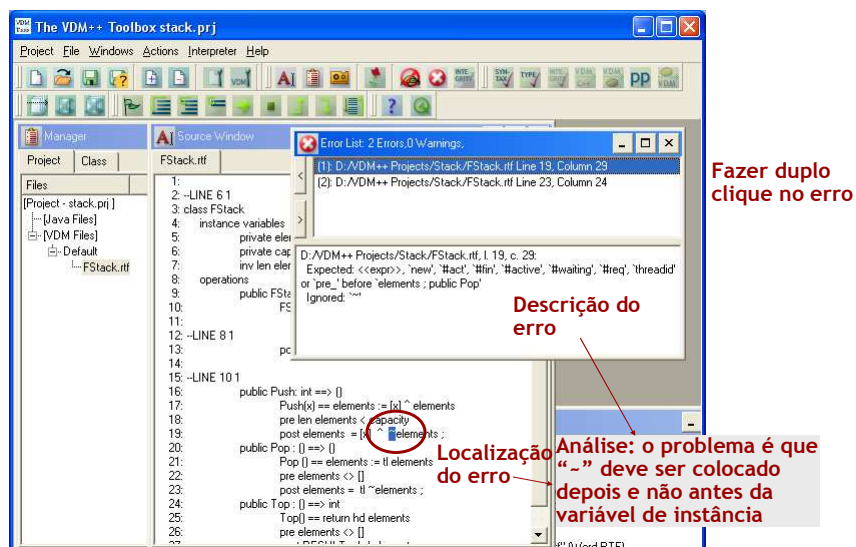 The VDM++ Toolbox stack.prj
Project File Windows Actions Interpreter Help
Manager
Project Class
Files
[Project - stack.prj ]
[Java Files]
[VDM Files]
Default
FStack.rtf
Source Window
FStack.rtf
1:
2: --LINE 6 1
3: class FStack
4: instance variables
5: private eler
6: private cap
7: inv len eler
8: operations
9: public FSta
10: FS
11:
12: --LINE 8 1
13: po
14:
15: --LINE 10 1
16: public Push: int ==> ()
17: Push(x) == elements := [x] ^ elements
18: pre len elements < capacity
19: post elements = [x] ^ ~elements ;
20: public Pop : () ==> ()
21: Pop () == elements := tl elements
22: pre elements <> []
23: post elements = tl ~elements ;
24: public Top : () ==> int
25: Top() == return hd elements
26: pre elements <> []
Error List: 2 Errors,0 Warnings,
(1): D:/VDM++ Projects/Stack/FStack.rtf Line 19, Column 29
(2): D:/VDM++ Projects/Stack/FStack.rtf Line 23, Column 24
D:/VDM++ Projects/Stack/FStack.rtf, l. 19, c. 29:
Expected: <<expr>>, `new', `#act', `#fin', `#active', `#waiting', `#req', `threadid'
or `pre_' before `elements ; public Pop'
Ignored: `~'
Fazer duplo
clique no erro
Descrição do
erro
Localização
do erro
Análise: o problema é que
“~” deve ser colocado
depois e não antes da
variável de instância